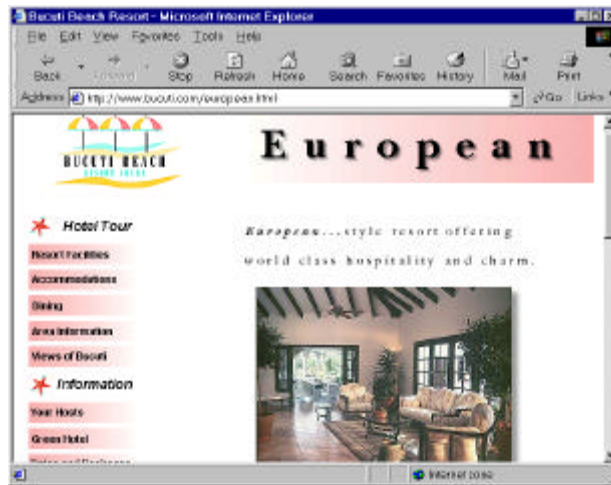 Bucuti Beach Resort - Microsoft Internet Explorer
File Edit View Favorites Tools Help
Back Forward Stop Refresh Home Search Favorites History Mail Print
Address http://www.bucuti.com/european.html Go Links
BUCUTI BEACH
European
Hotel Tour
European...style resort offering
world class hospitality and charm.
Resort Facilities
Accommodations
Dining
Area Information
Views of Bucuti
Information
Your Hosts
Green Hotel
Internet zone